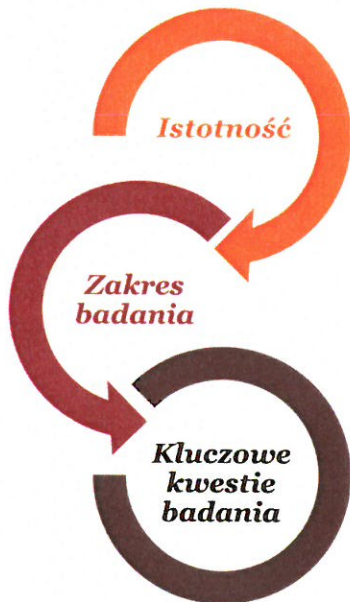 Istotność
Zakres
badania
Kluczowe
kwestie
badania